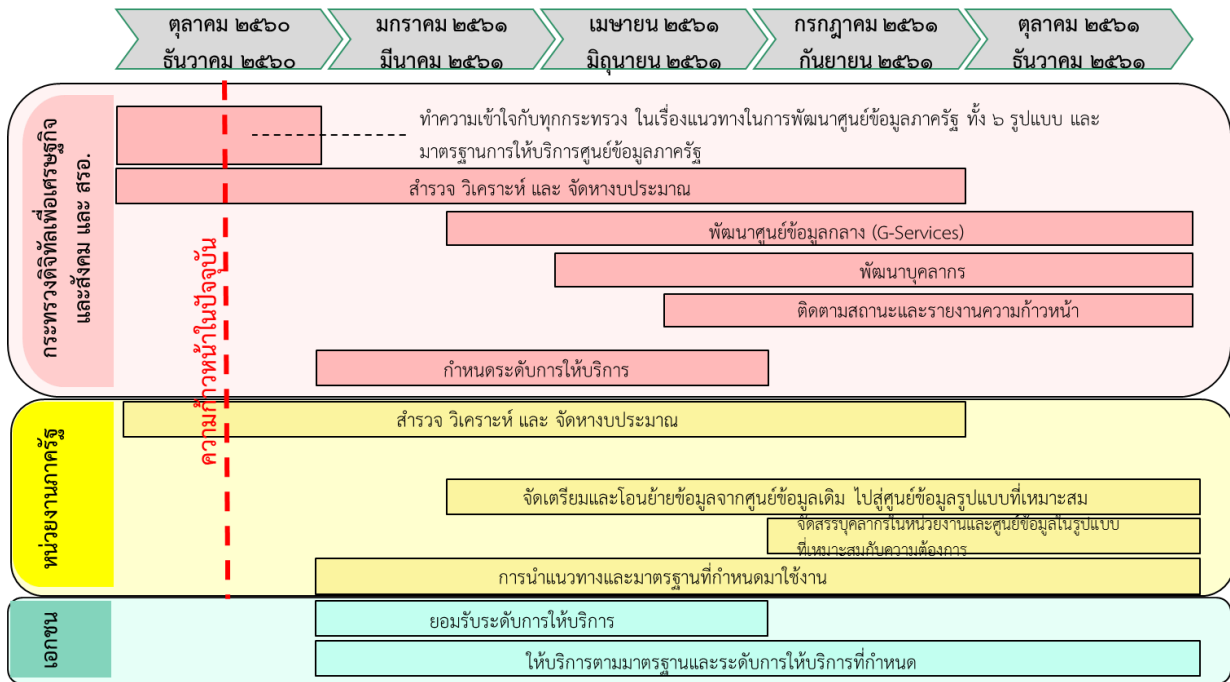 ตุลาคม ๒๕๖๐
ธันวาคม ๒๕๖๐
มกราคม ๒๕๖๑
มีนาคม ๒๕๖๑
เมษายน ๒๕๖๑
มิถุนายน ๒๕๖๑
กรกฎาคม ๒๕๖๑
กันยายน ๒๕๖๑
ตุลาคม ๒๕๖๑
ธันวาคม ๒๕๖๑
กระทรวงดิจิทัลเพื่อเศรษฐกิจ
และสังคม และ สรอ.
ความก้าวหน้าในปัจจุบัน
ทำความเข้าใจกับทุกกระทรวง ในเรื่องแนวทางในการพัฒนาศูนย์ข้อมูลภาครัฐ ทั้ง ๖ รูปแบบ และ
มาตรฐานการให้บริการศูนย์ข้อมูลภาครัฐ
สำรวจ วิเคราะห์ และ จัดหางบประมาณ
พัฒนาศูนย์ข้อมูลกลาง (G-Services)
พัฒนาบุคลากร
ติดตามสถานะและรายงานความก้าวหน้า
กำหนดระดับการให้บริการ
หน่วยงานภาครัฐ
สำรวจ วิเคราะห์ และ จัดหางบประมาณ
จัดเตรียมและโอนย้ายข้อมูลจากศูนย์ข้อมูลเดิม ไปสู่ศูนย์ข้อมูลรูปแบบที่เหมาะสม
จัดสรรบุคลากรในหน่วยงานและศูนย์ข้อมูลในรูปแบบ
ที่เหมาะสมกับความต้องการ
การนำแนวทางและมาตรฐานที่กำหนดมาใช้งาน
เอกชน
ยอมรับระดับการให้บริการ
ให้บริการตามมาตรฐานและระดับการให้บริการที่กำหนด